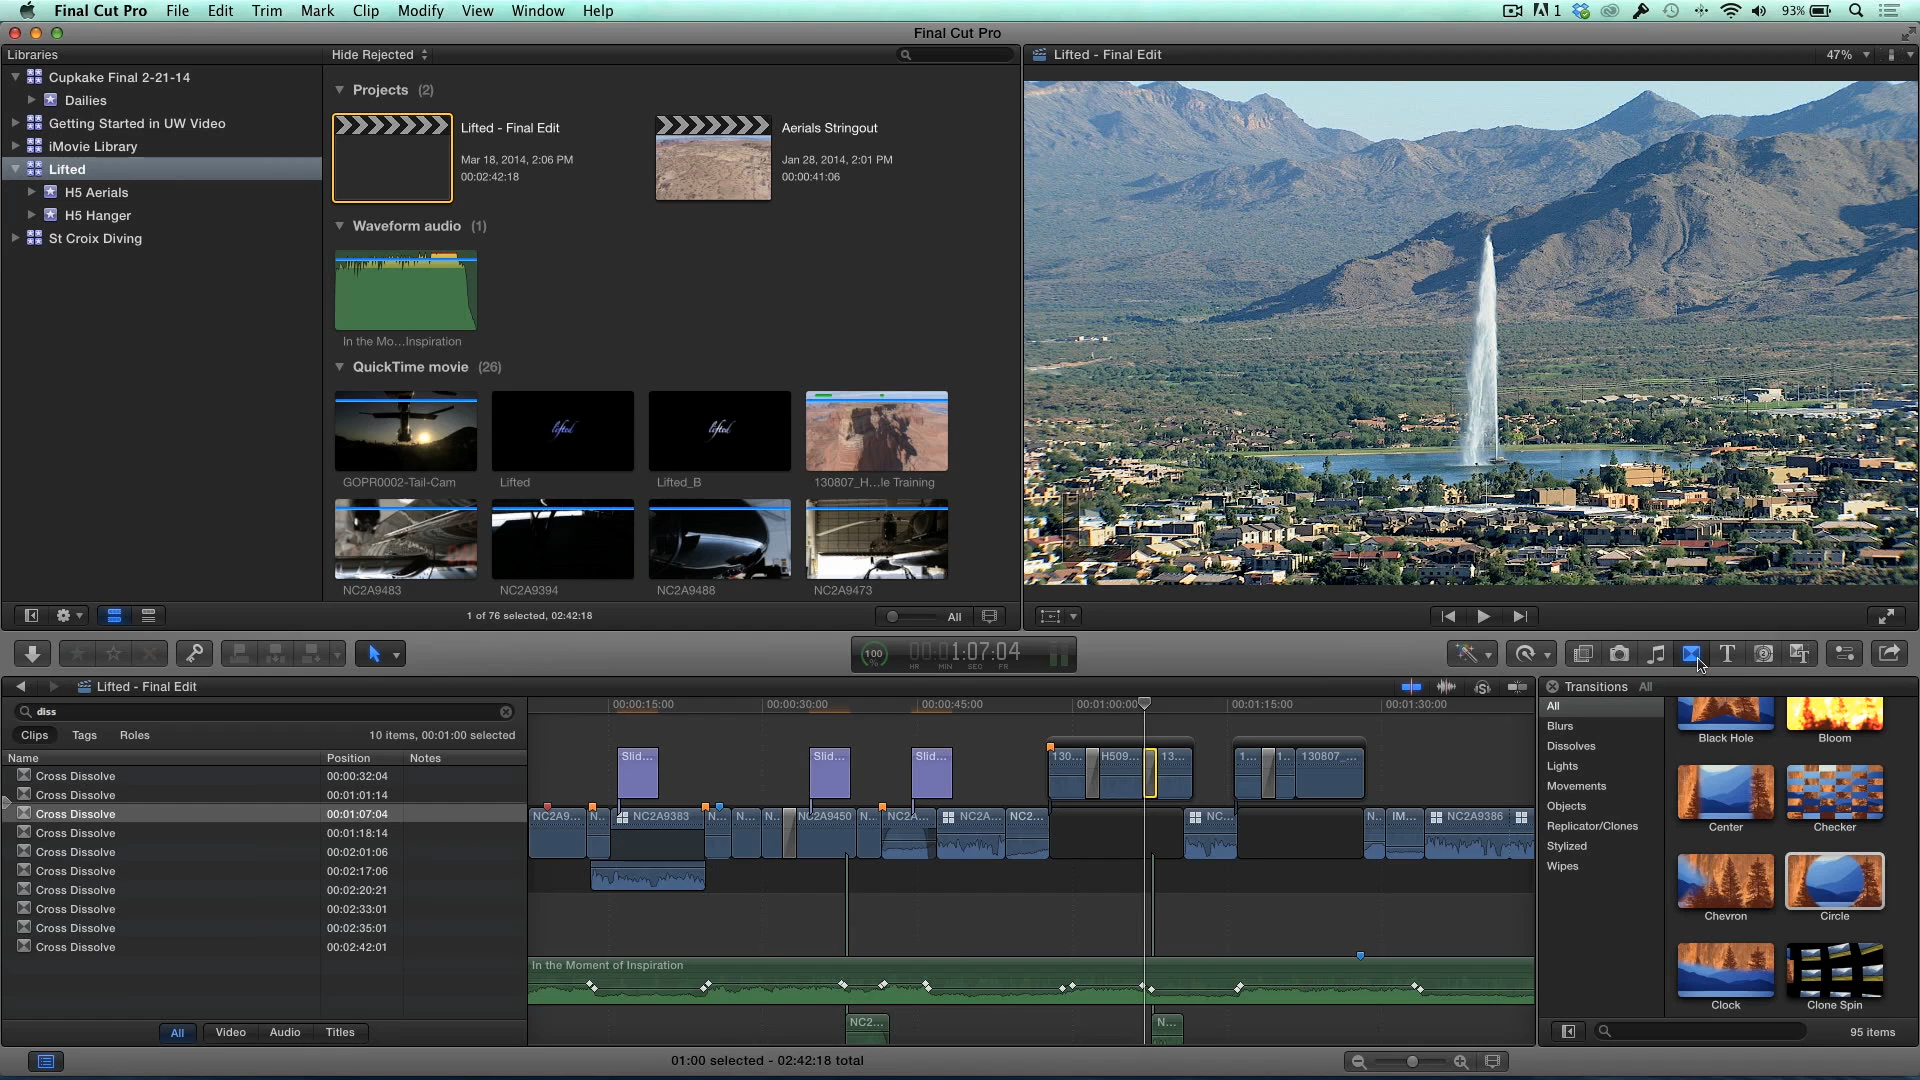 Final Cut Pro File Edit Trim Mark Clip Modify View Window Help 1 93%
Final Cut Pro
Libraries
Hide Rejected
Lifted - Final Edit
47%
Cupkake Final 2-21-14
Dailies
Getting Started in UW Video
iMovie Library
Lifted
H5 Aerials
H5 Hanger
St Croix Diving
Projects (2)
Lifted - Final Edit
Mar 18, 2014, 2:06 PM
00:02:42:18
Aerials Stringout
Jan 28, 2014, 2:01 PM
00:00:41:06
Waveform audio (1)
In the Mo...Inspiration
QuickTime movie (26)
lifted
lifted
GOPR0002-Tail-Cam
Lifted
Lifted_B
130807_H...le Training
NC2A9483
NC2A9394
NC2A9488
NC2A9473
1 of 76 selected, 02:42:18
All
100
%
00:00:1:07:04
HR MIN SEC FR
Lifted - Final Edit
diss
Clips Tags Roles
10 items, 00:01:00 selected
Name Position Notes
Cross Dissolve 00:00:32:04
Cross Dissolve 00:01:01:14
Cross Dissolve 00:01:07:04
Cross Dissolve 00:01:18:14
Cross Dissolve 00:02:01:06
Cross Dissolve 00:02:17:06
Cross Dissolve 00:02:20:21
Cross Dissolve 00:02:33:01
Cross Dissolve 00:02:35:01
Cross Dissolve 00:02:42:01
All Video Audio Titles
00:00:15:00 00:00:30:00 00:00:45:00 00:01:00:00 00:01:15:00 00:01:30:00
Slid... Slid... Slid... 130... H509... 13... 1... 1... 130807_...
NC2A9... N... NC2A9383 N... N... N.. NC2A9450 N... NC2A... NC2A... NC2... NC... N.. IM... NC2A9386
In the Moment of Inspiration
NC2... N...
01:00 selected - 02:42:18 total
Transitions All
All
Blurs
Dissolves
Lights
Movements
Objects
Replicator/Clones
Stylized
Wipes
Black Hole
Bloom
Center
Checker
Chevron
Circle
Clock
Clone Spin
95 items